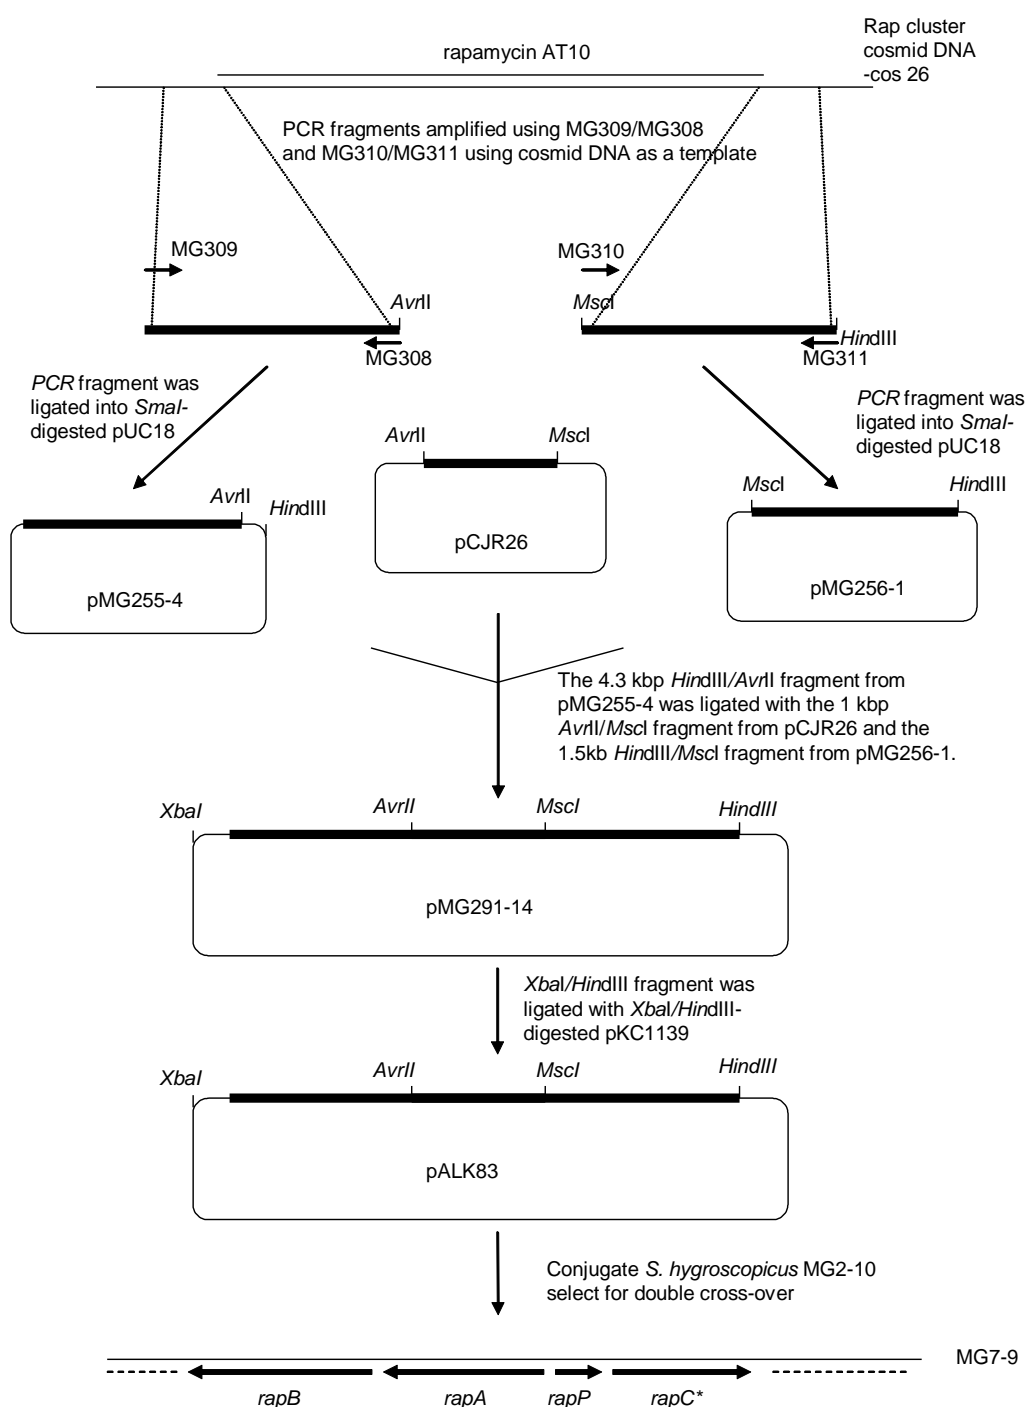 Rap cluster
cosmid DNA
-cos 26
rapamycin AT10
PCR fragments amplified using MG309/MG308
and MG310/MG311 using cosmid DNA as a template
MG309
MG310
AvrII
MscI
HindIII
MG308
MG311
PCR fragment was
ligated into SmaI-
digested pUC18
PCR fragment was
ligated into SmaI-
digested pUC18
AvrII
MscI
AvrII
HindIII
MscI
HindIII
pCJR26
pMG255-4
pMG256-1
The 4.3 kbp HindIII/AvrII fragment from
pMG255-4 was ligated with the 1 kbp
AvrII/MscI fragment from pCJR26 and the
1.5kb HindIII/MscI fragment from pMG256-1.
XbaI
AvrII
MscI
HindIII
pMG291-14
XbaI/HindIII fragment was
ligated with XbaI/HindIII-
digested pKC1139
XbaI
AvrII
MscI
HindIII
pALK83
Conjugate S. hygroscopicus MG2-10
select for double cross-over
MG7-9
rapB
rapA
rapP
rapC*